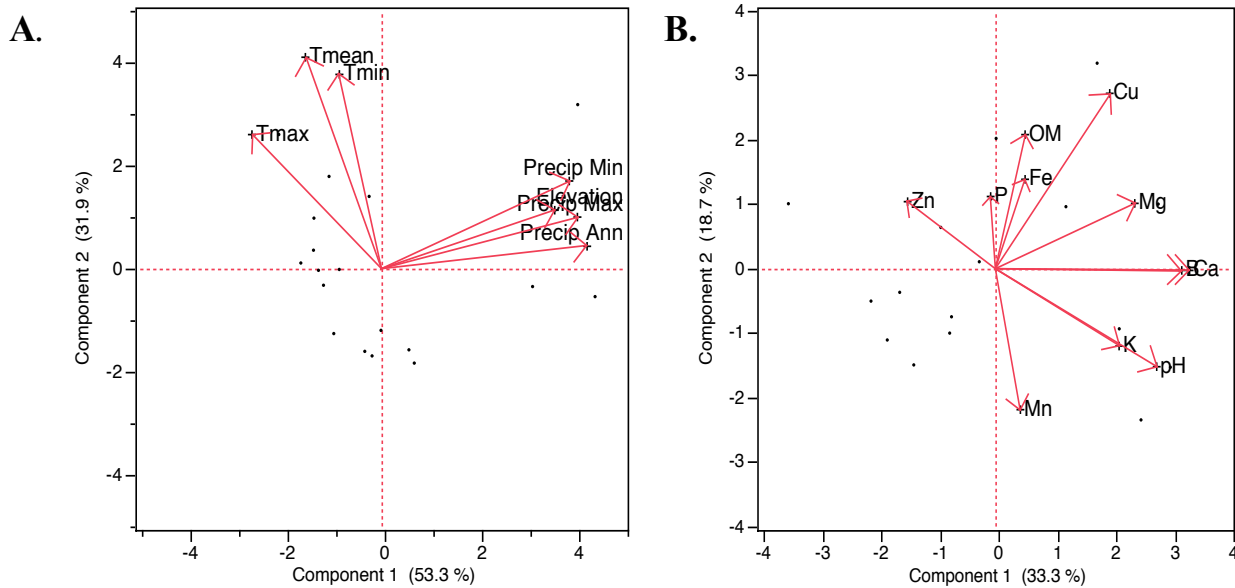 A.
Component 2 (31.9 %)
4
2
0
-2
-4
Tmean
Tmin
Tmax
Precip Min
Elevation
Precip Max
Precip Ann
-4
-2
0
2
4
Component 1 (53.3 %)
B.
Component 2 (18.7 %)
4
3
2
1
0
-1
-2
-3
-4
Cu
OM
Fe
P
Zn
Mg
B
Ca
K
pH
Mn
-4
-3
-2
-1
0
1
2
3
4
Component 1 (33.3 %)